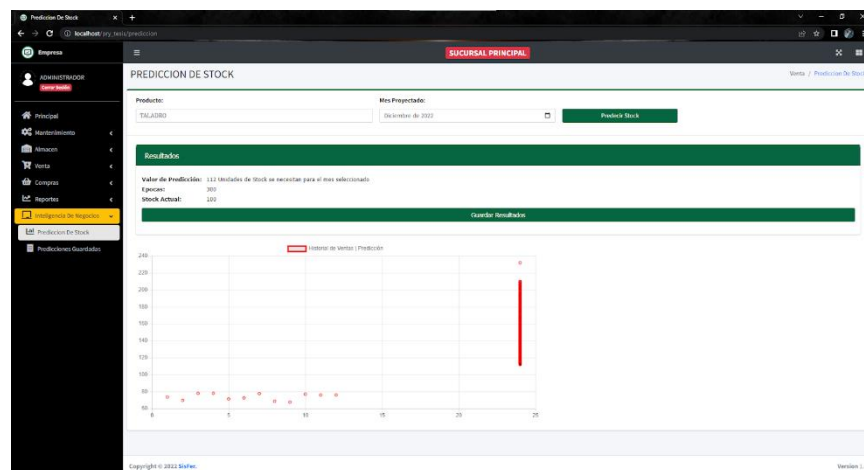 Prediccion De Stock
localhost/pry_tesis/prediccion
Empresa
SUCURSAL PRINCIPAL
ADMINISTRADOR
Cerrar Sesión
PREDICCION DE STOCK
Venta / Prediccion De Stock
Producto:
Mes Proyectado:
TALADRO
Diciembre de 2022
Predecir Stock
Principal
Mantenimiento
Almacen
Venta
Compras
Reportes
Inteligencia De Negocios
Prediccion De Stock
Predicciones Guardadas
Resultados
Valor de Predicción: 112 Unidades de Stock se necesitan para el mes seleccionado
Epocas: 300
Stock Actual: 100
Guardar Resultados
Historial de Ventas | Predicción
240
220
200
180
160
140
120
100
80
60
0 5 10 15 20 25
Copyright © 2022 SisFer.
Version